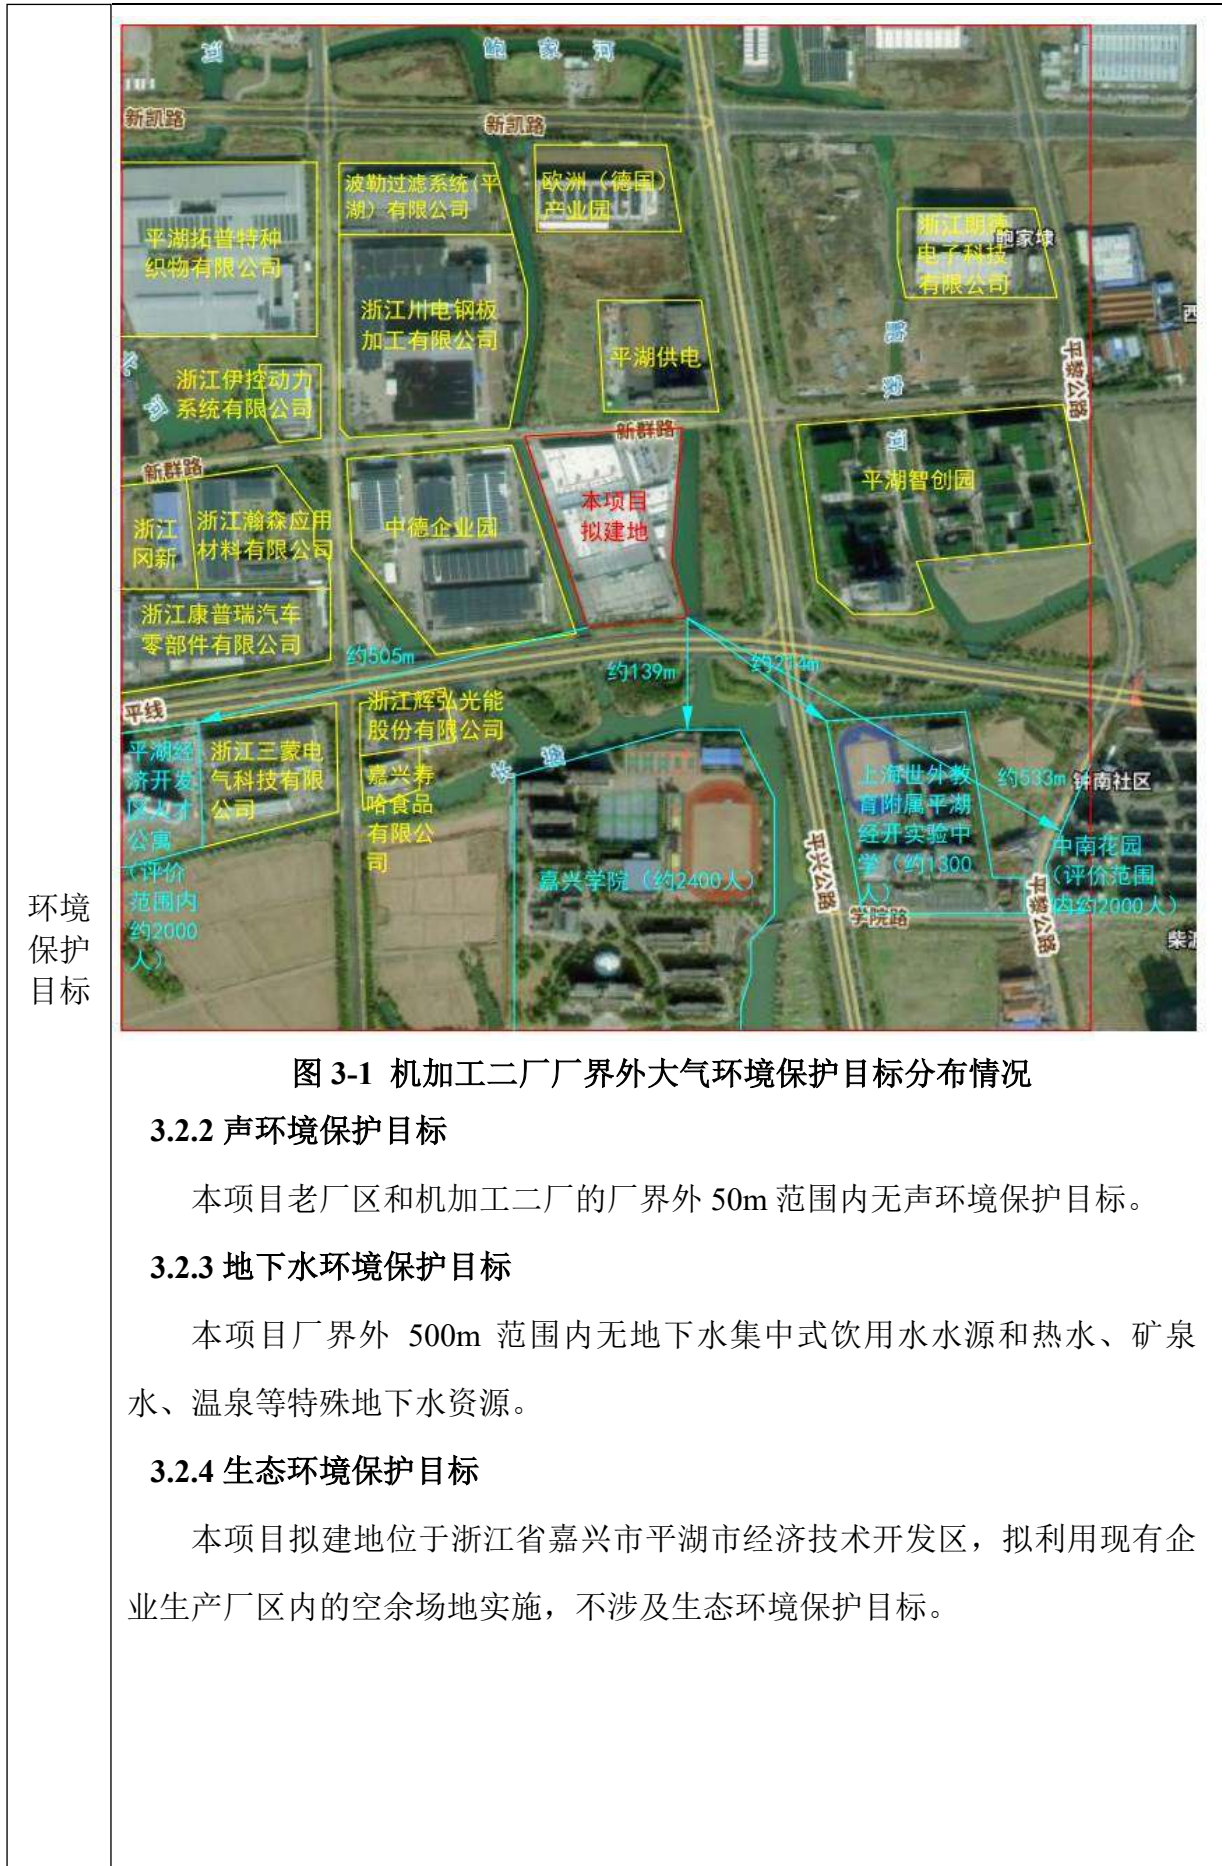 鲍家河
新凯路
新凯路
波勒过滤系统(平
湖）有限公司
欧洲（德国）
产业园
平湖拓普特种
织物有限公司
浙江朗德
电子科技
有限公司
鲍家埭
浙江川电钢板
加工有限公司
平湖供电
西
鲍家河
平黎公路
浙江伊控动力
系统有限公司
河
新群路
新群路
平湖智创园
本项目
拟建地
中德企业园
浙江
冈新
浙江瀚森应用
材料有限公司
浙江康普瑞汽车
零部件有限公司
约505m
约139m
约214m
平线
浙江辉弘光能
股份有限公司
平湖经
济开发
区人才
公寓
（评价
范围内
约2000
人）
浙江三蒙电
气科技有限
公司
嘉兴寿
哈食品
有限公
司
长
上海世外教
育附属平湖
经开实验中
学（约1300
人）
约533m
钟南社区
中南花园
（评价范围
内约2000人）
嘉兴学院（约2400人）
平兴公路
学院路
平黎公路
环境
保护
目标
图 3-1 机加工二厂厂界外大气环境保护目标分布情况
3.2.2 声环境保护目标
本项目老厂区和机加工二厂的厂界外 50m 范围内无声环境保护目标。
3.2.3 地下水环境保护目标
本项目厂界外 500m 范围内无地下水集中式饮用水水源和热水、矿泉
水、温泉等特殊地下水资源。
3.2.4 生态环境保护目标
本项目拟建地位于浙江省嘉兴市平湖市经济技术开发区，拟利用现有企
业生产厂区内的空余场地实施，不涉及生态环境保护目标。